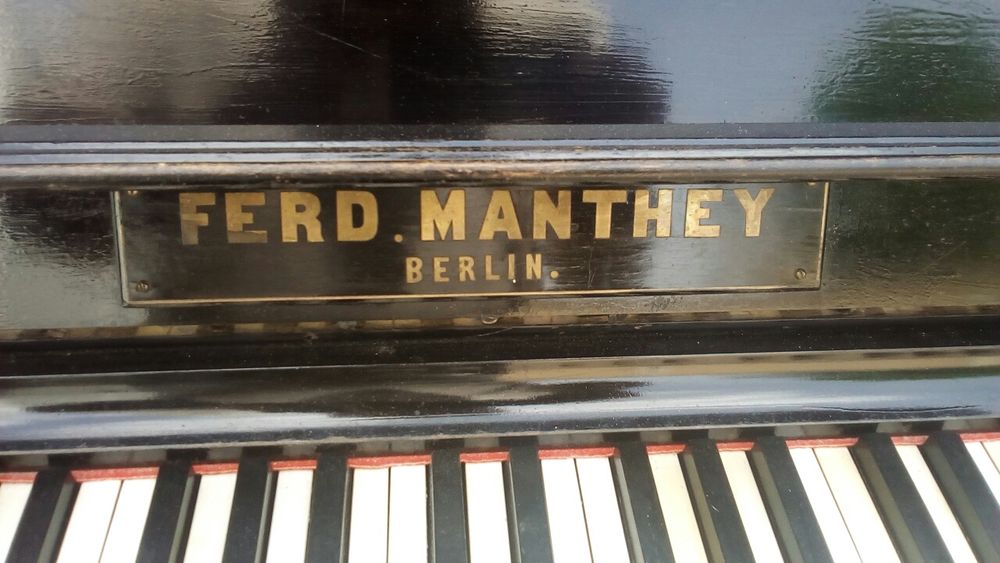 FERD. MANTHEY
BERLIN.